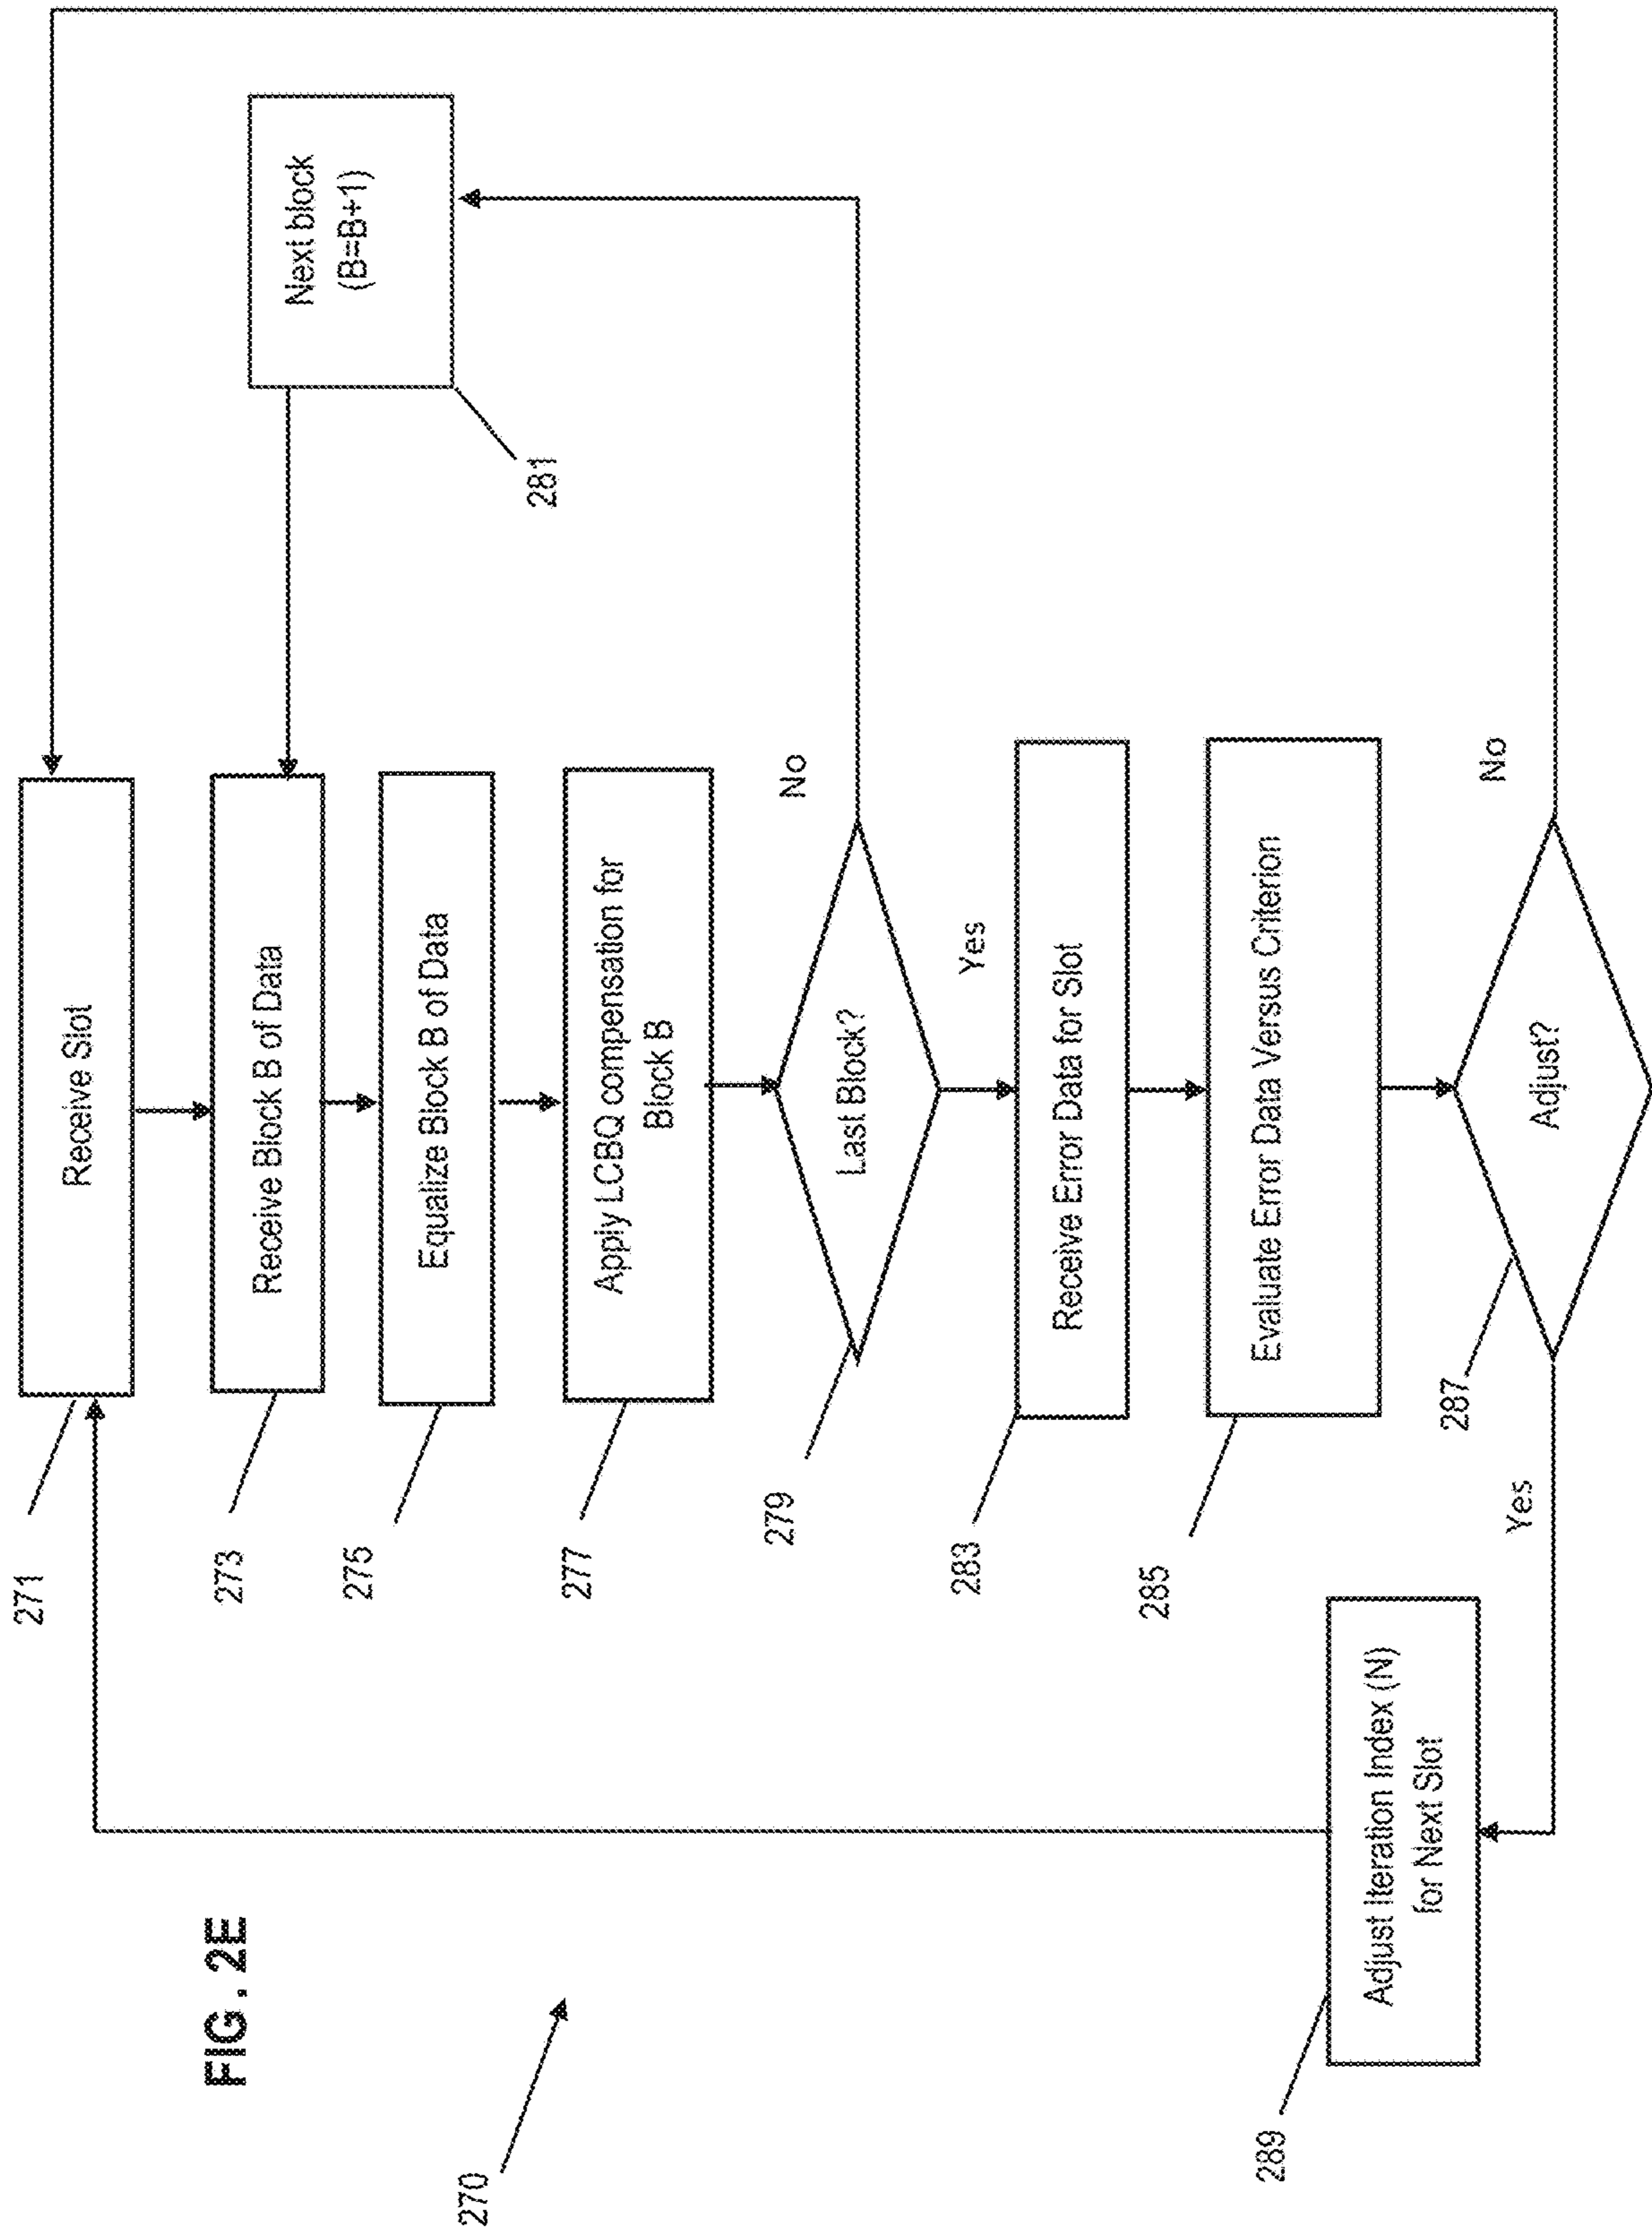 FIG. 2E
270
271
Receive Slot
273
Receive Block B of Data
275
Equalize Block B of Data
277
Apply LCBQ compensation for
Block B
279
Last Block?
No
Next block
(B=B+1)
281
Yes
283
Receive Error Data for Slot
285
Evaluate Error Data Versus Criterion
287
Adjust?
No
Yes
289
Adjust Iteration Index (N)
for Next Slot